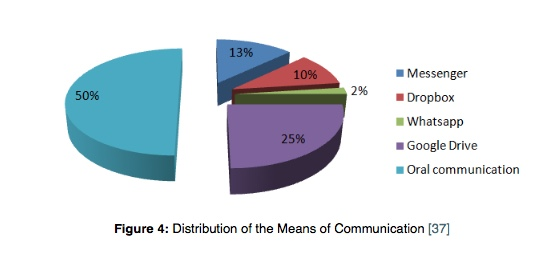 13%
10%
2%
50%
25%
Messenger
Dropbox
Whatsapp
Google Drive
Oral communication
Figure 4: Distribution of the Means of Communication [37]